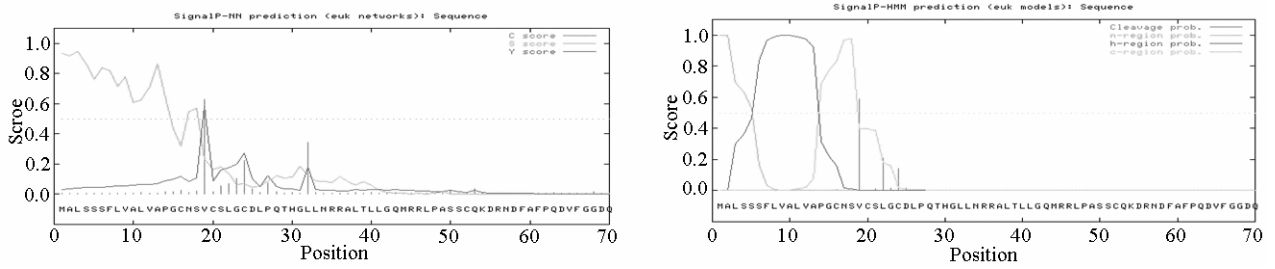 SignalP-NN prediction (euk networks): Sequence
C score
S score
Y score
1.0
0.8
0.6
0.4
0.2
0.0
Scroe
MALSSSFLVALVAPGCNSVCSLGCDLPQTHGLLNRRALTLLGQMRRLPASSCQKDRNDFAFPQDVFGGDQ
0 10 20 30 40 50 60 70
Position
SignalP-HMM prediction (euk models): Sequence
Cleavage prob.
n-region prob.
h-region prob.
c-region prob.
1.0
0.8
0.6
0.4
0.2
0.0
Score
MALSSSFLVALVAPGCNSVCSLGCDLPQTHGLLNRRALTLLGQMRRLPASSCQKDRNDFAFPQDVFGGDQ
0 10 20 30 40 50 60 70
Position